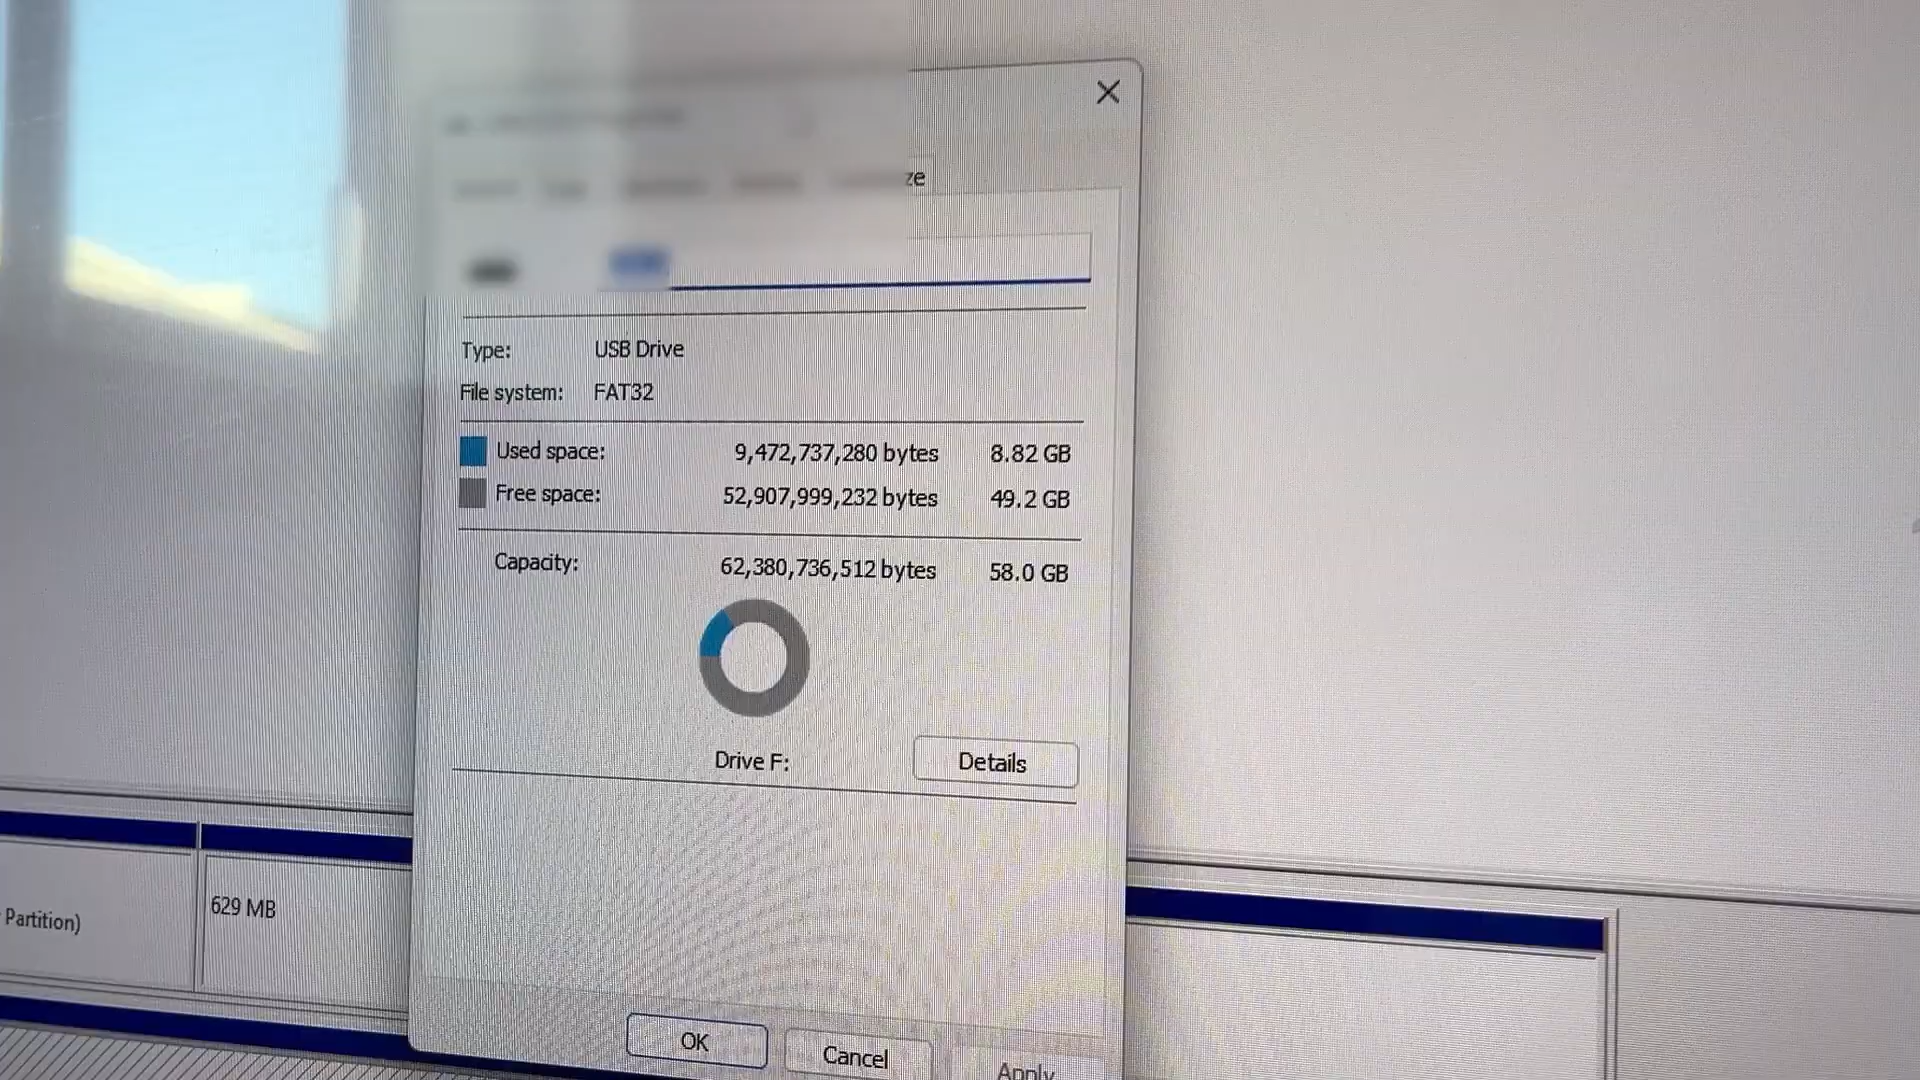 ze
Type: USB Drive
File system: FAT32
Used space: 9,472,737,280 bytes 8.82 GB
Free space: 52,907,999,232 bytes 49.2 GB
Capacity: 62,380,736,512 bytes 58.0 GB
Drive F: Details
Partition)
629 MB
OK Cancel Apply